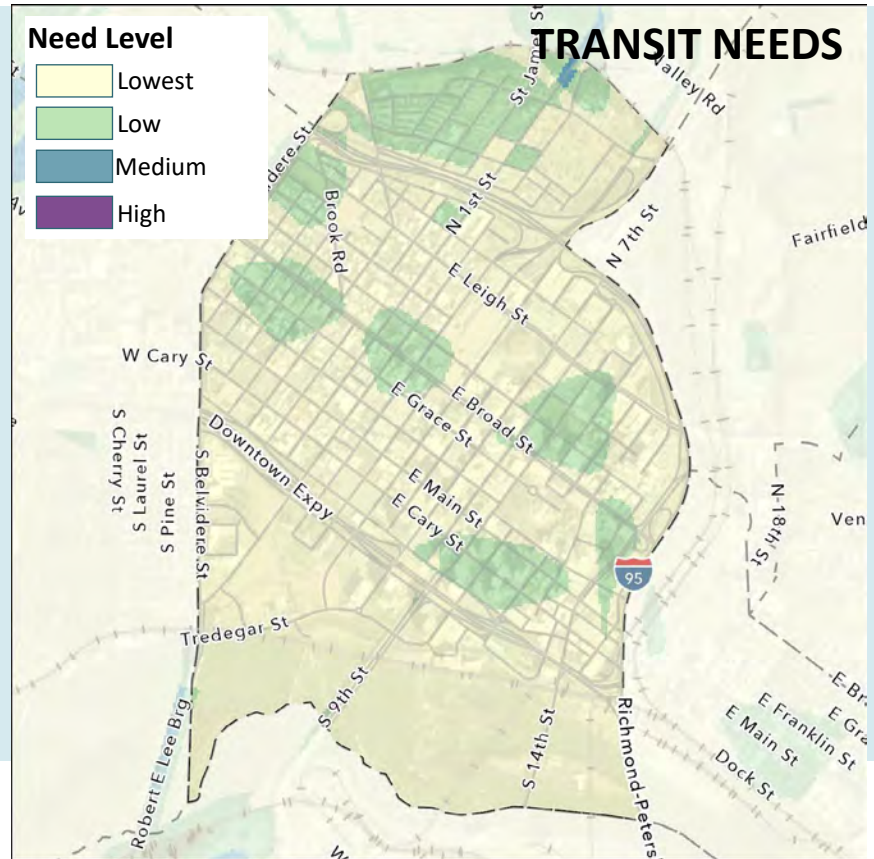 TRANSIT NEEDS
Need Level
Lowest
Low
Medium
High
St James St
Valley Rd
N 7th St
Fairfield
N 1st St
Brook Rd
E Leigh St
W Cary St
E Grace St
E Broad St
Downtown Expy
E Main St
E Cary St
S Cherry St
S Laurel St
S Pine St
S Belvidere St
N 18th St
Ven
95
Tredegar St
S 9th St
S 14th St
Robert E Lee Brg
Richmond-Peters
E Br
E Franklin St
E Gra
E Main St
Dock St